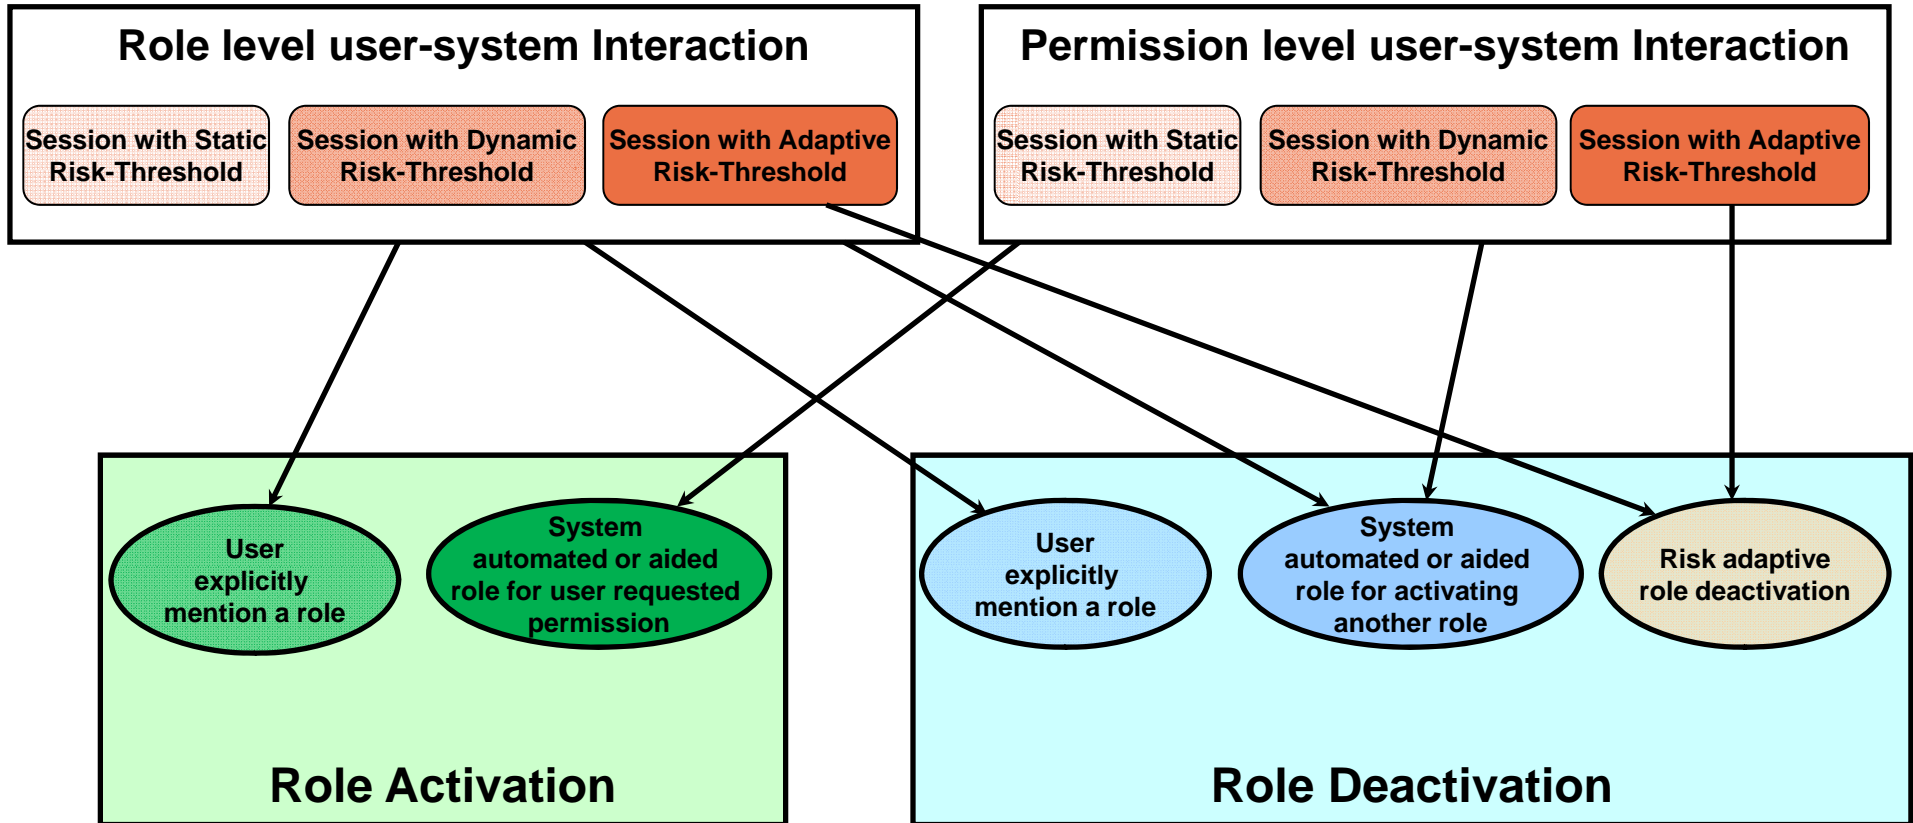 Role level user-system Interaction
Session with Static
Risk-Threshold
Session with Dynamic
Risk-Threshold
Session with Adaptive
Risk-Threshold
Permission level user-system Interaction
Session with Static
Risk-Threshold
Session with Dynamic
Risk-Threshold
Session with Adaptive
Risk-Threshold
User
explicitly
mention a role
System
automated or aided
role for user requested
permission
Role Activation
User
explicitly
mention a role
System
automated or aided
role for activating
another role
Risk adaptive
role deactivation
Role Deactivation